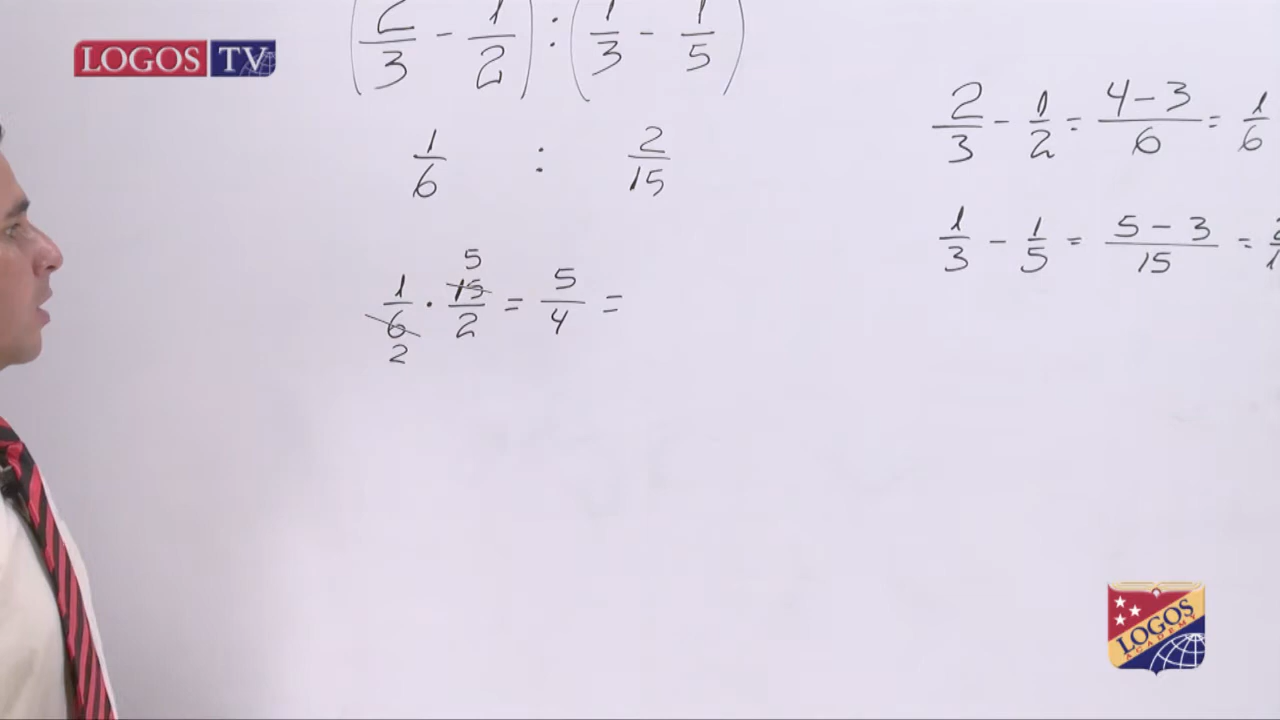 LOGOS TV
(2/3 - 1/2) : (1/3 - 1/5)
1/6 : 2/15
1/6 2 · 5 15/2 = 5/4 =
2/3 - 1/2 = 4-3/6 = 1/6
1/3 - 1/5 = 5-3/15 =
LOGOS
ACADEMY